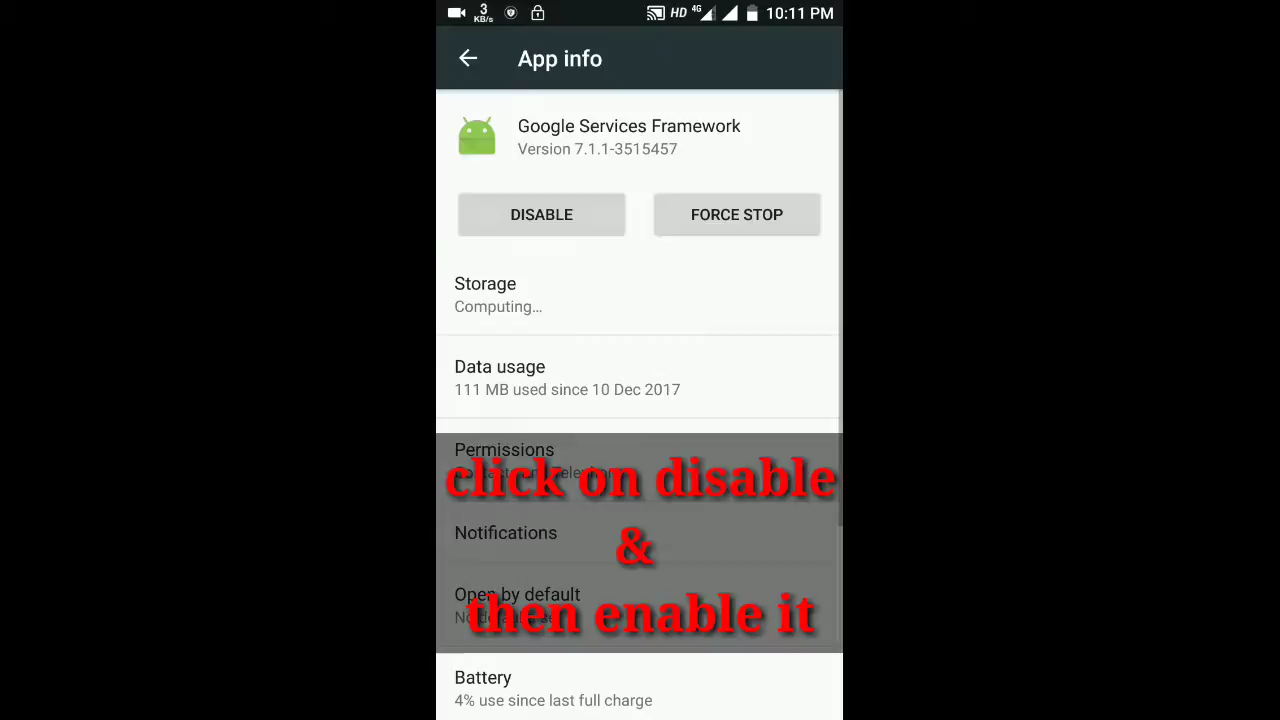 3
KB/s
HD 4G 10:11 PM
App info
Google Services Framework
Version 7.1.1-3515457
DISABLE
FORCE STOP
Storage
Computing...
Data usage
111 MB used since 10 Dec 2017
Permissions
click on disable
Notifications
&
Open by default
then enable it
Battery
4% use since last full charge